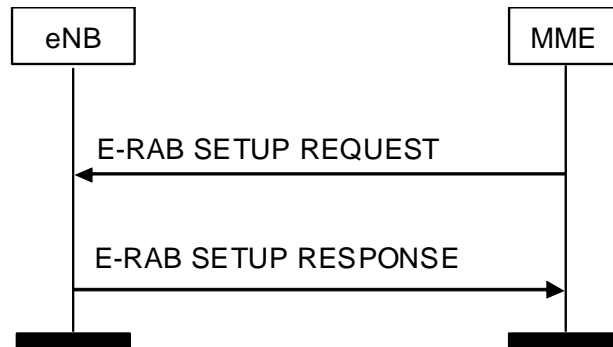 eNB
MME
E-RAB SETUP REQUEST
E-RAB SETUP RESPONSE